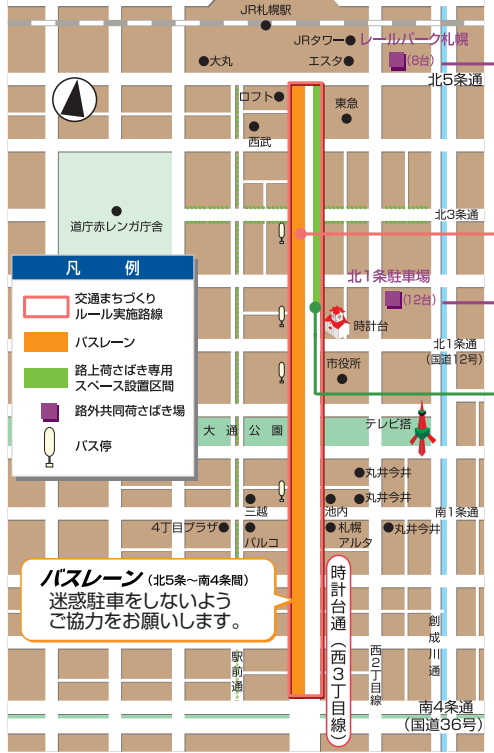 JR札幌駅
JRタワー
レールパーク札幌
(8台)
大丸
エスタ
北5条通
ロフト
東急
西武
道庁赤レンガ庁舎
北3条通
凡 例
交通まちづくり
ルール実施路線
バスレーン
路上荷さばき専用
スペース設置区間
路外共同荷さばき場
バス停
北1条駐車場
(12台)
時計台
北1条通
(国道12号)
市役所
大通公園
テレビ塔
丸井今井
三越
池内
丸井今井
南1条通
4丁目プラザ
パルコ
札幌
アルタ
丸井今井
バスレーン(北5条〜南4条間)
迷惑駐車をしないよう
ご協力をお願いします。
時計台通(西3丁目線)
駅前通
西2丁目線
創成川通
南4条通
(国道36号)